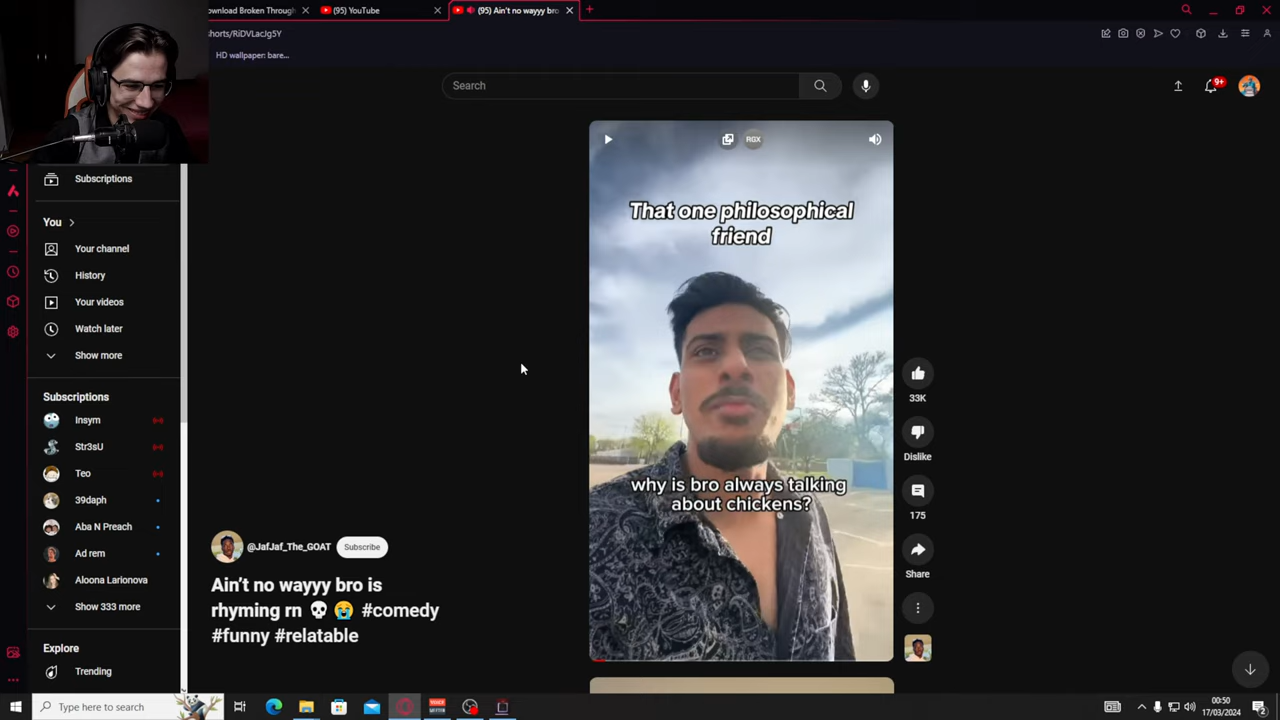 ownload Broken Through
(95) YouTube
(95) Ain't no wayyy bro
horts/RiDVLacJg5Y
HD wallpaper: bare...
Search
9+
Subscriptions
You
Your channel
History
Your videos
Watch later
Show more
Subscriptions
Insym
Str3sU
Teo
39daph
Aba N Preach
Ad rem
Aloona Larionova
Show 333 more
Explore
Trending
RGX
That one philosophical
friend
why is bro always talking
about chickens?
33K
Dislike
175
Share
@JafJaf_The_GOAT
Subscribe
Ain't no wayyy bro is
rhyming rn 💀 😭 #comedy
#funny #relatable
Type here to search
00:50
17/03/2024
2